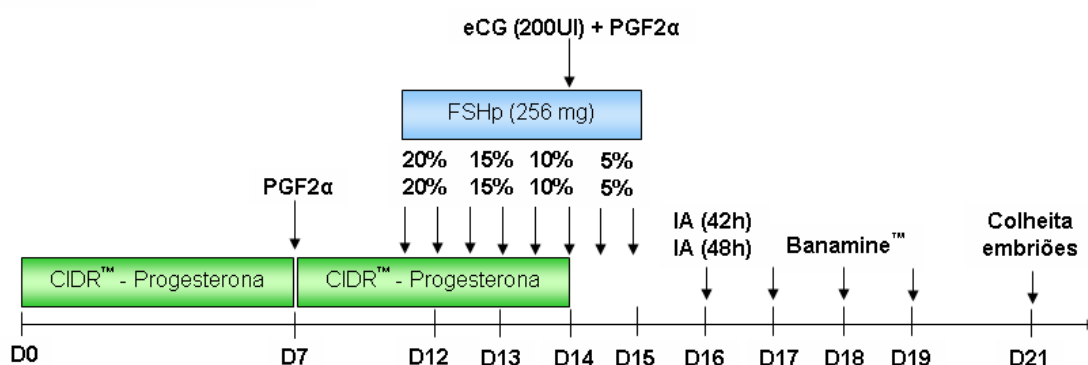 eCG (200UI) + PGF2α
FSHp (256 mg)
20% 15% 10% 5%
20% 15% 10% 5%
PGF2α
IA (42h)
IA (48h)
Banamine™
Colheita
embriões
CIDR™ - Progesterona
CIDR™ - Progesterona
D0 D7 D12 D13 D14 D15 D16 D17 D18 D19 D21